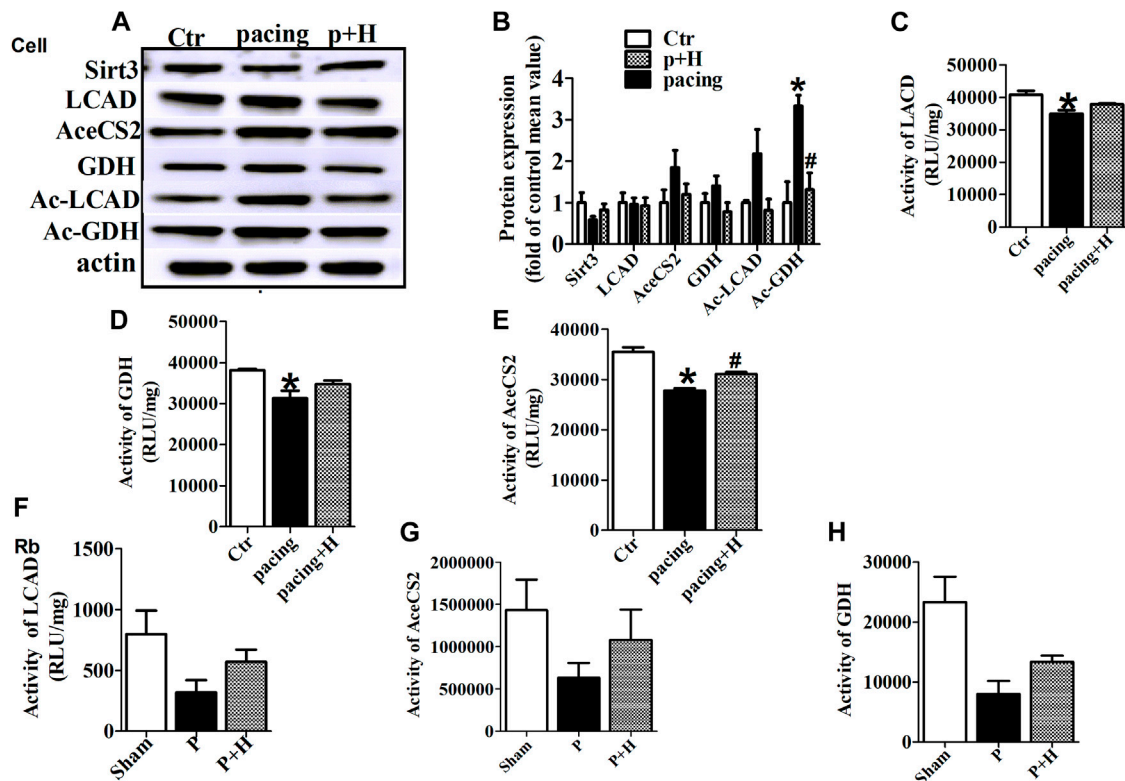 A
B
C
Cell
Ctr pacing p+H
Sirt3
LCAD
AceCS2
GDH
Ac-LCAD
Ac-GDH
actin
Ctr
p+H
pacing
Protein expression
(fold of control mean value)
6
4
2
1
0
*
#
Sirt3
LCAD
AceCS2
GDH
Ac-LCAD
Ac-GDH
Activity of LACD
(RLU/mg)
50000
40000
30000
20000
10000
0
*
Ctr
pacing
pacing+H
D
Activity of GDH
(RLU/mg)
50000
40000
30000
20000
10000
0
*
Ctr
pacing
pacing+H
E
Activity of AceCS2
(RLU/mg)
40000
30000
20000
10000
0
*
#
Ctr
pacing
pacing+H
F
Rb
Activity of LCAD
(RLU/mg)
1500
1000
500
0
Sham
P
P+H
G
Activity of AceCS2
2000000
1500000
1000000
500000
0
Sham
P
P+H
H
Activity of GDH
30000
20000
10000
0
Sham
P
P+H